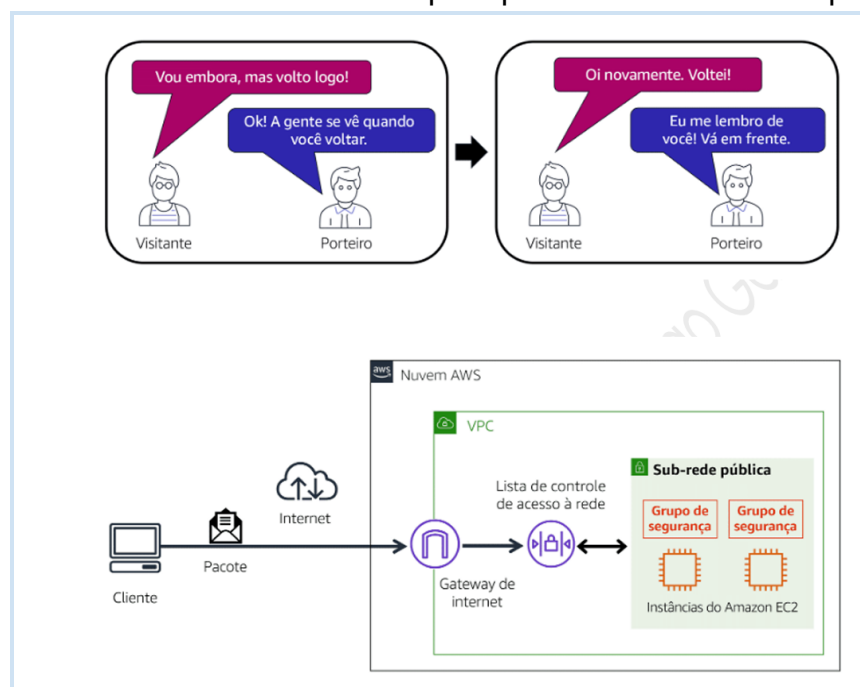 Vou embora, mas volto logo!
Ok! A gente se vê quando
você voltar.
Visitante
Porteiro
Oi novamente. Voltei!
Eu me lembro de
você! Vá em frente.
Visitante
Porteiro
aws
Nuvem AWS
VPC
Sub-rede pública
Lista de controle
de acesso à rede
Grupo de
segurança
Grupo de
segurança
Internet
Pacote
Cliente
Gateway de
internet
Instâncias do Amazon EC2